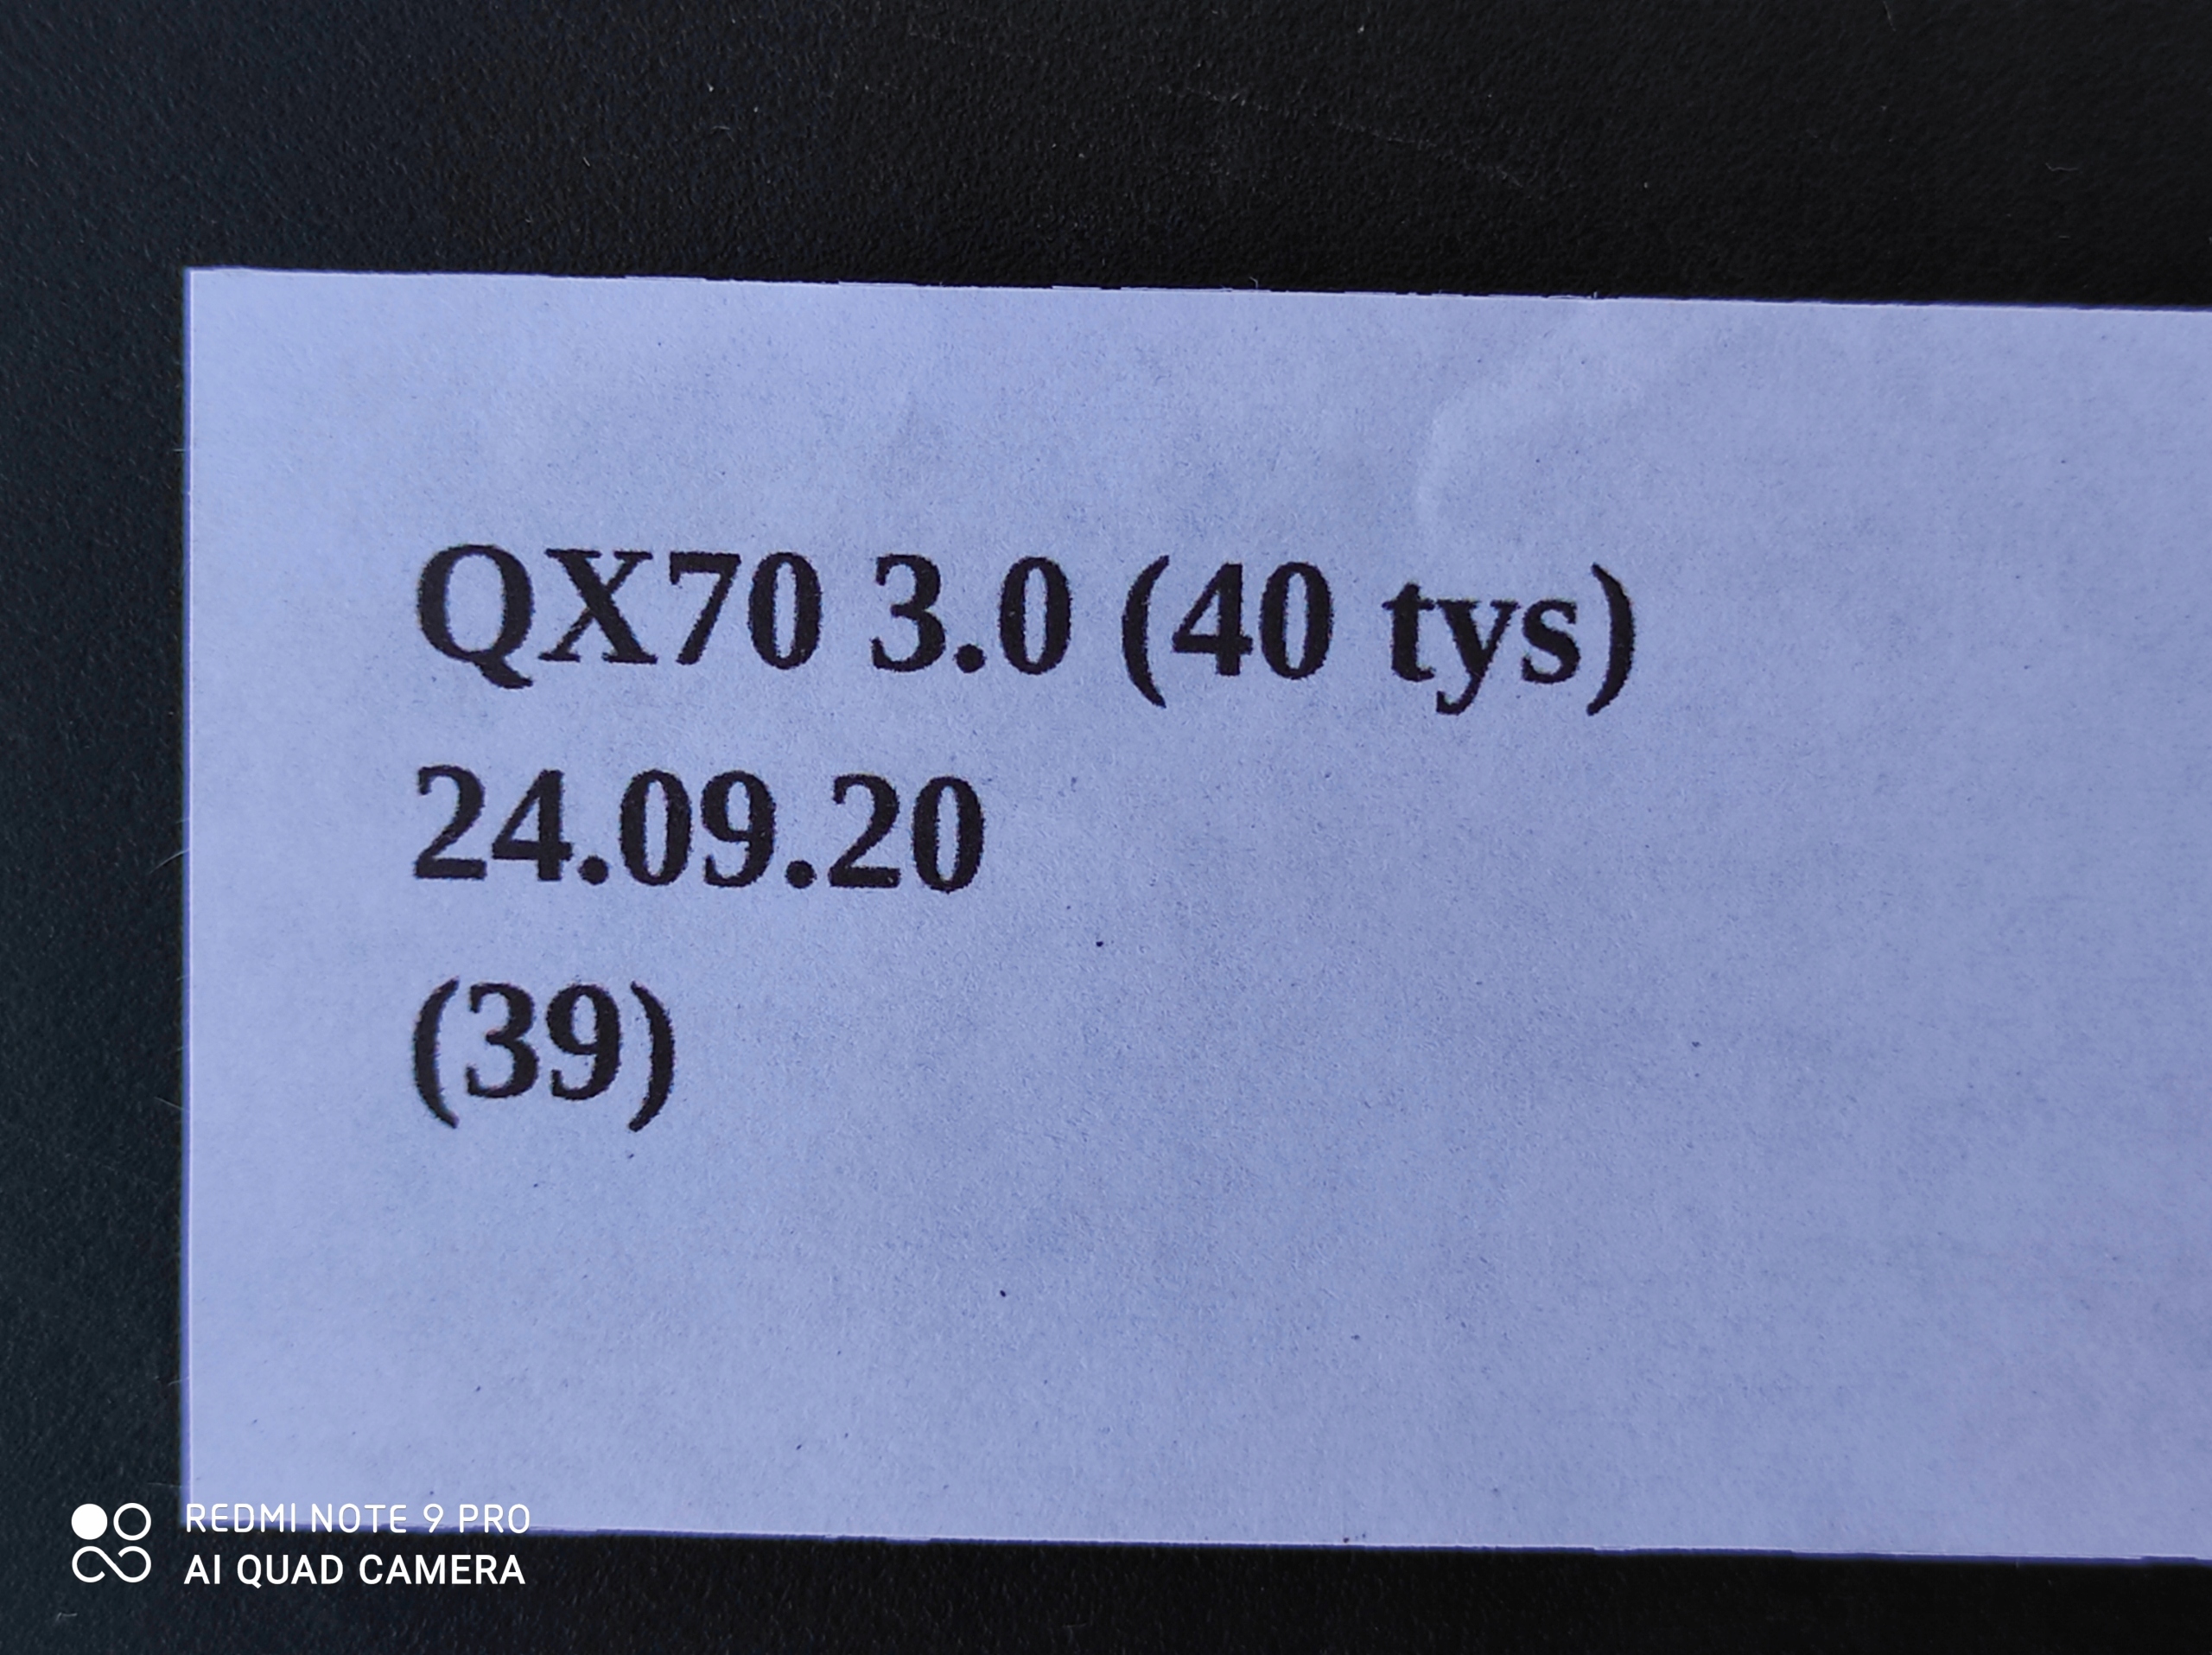 QX70 3.0 (40 tys)
24.09.20
(39)
REDMI NOTE 9 PRO
AI QUAD CAMERA